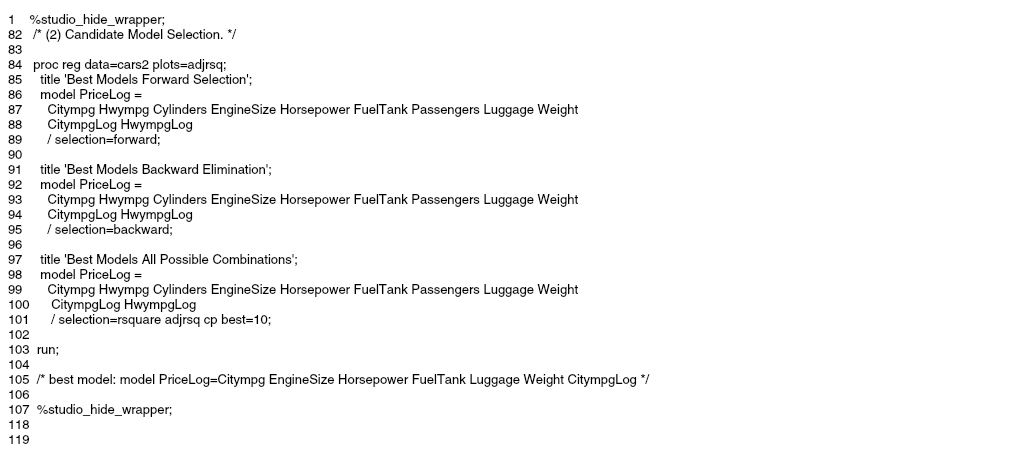 1    %studio_hide_wrapper;
82    /* (2) Candidate Model Selection. */
83
84    proc reg data=cars2 plots=adjrsq;
85      title 'Best Models Forward Selection';
86      model PriceLog =
87        Citympg Hwympg Cylinders EngineSize Horsepower FuelTank Passengers Luggage Weight
88        CitympgLog HwympgLog
89        / selection=forward;
90
91      title 'Best Models Backward Elimination';
92      model PriceLog =
93        Citympg Hwympg Cylinders EngineSize Horsepower FuelTank Passengers Luggage Weight
94        CitympgLog HwympgLog
95        / selection=backward;
96
97      title 'Best Models All Possible Combinations';
98      model PriceLog =
99        Citympg Hwympg Cylinders EngineSize Horsepower FuelTank Passengers Luggage Weight
100        CitympgLog HwympgLog
101        / selection=rsquare adjrsq cp best=10;
102
103    run;
104
105    /* best model: model PriceLog=Citympg EngineSize Horsepower FuelTank Luggage Weight CitympgLog */
106
107    %studio_hide_wrapper;
118
119